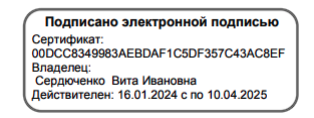 Подписано электронной подписью
Сертификат:
00DCC8349983AEBDAF1C5DF357C43AC8EF
Владелец:
Сердюченко Вита Ивановна
Действителен: 16.01.2024 с по 10.04.2025